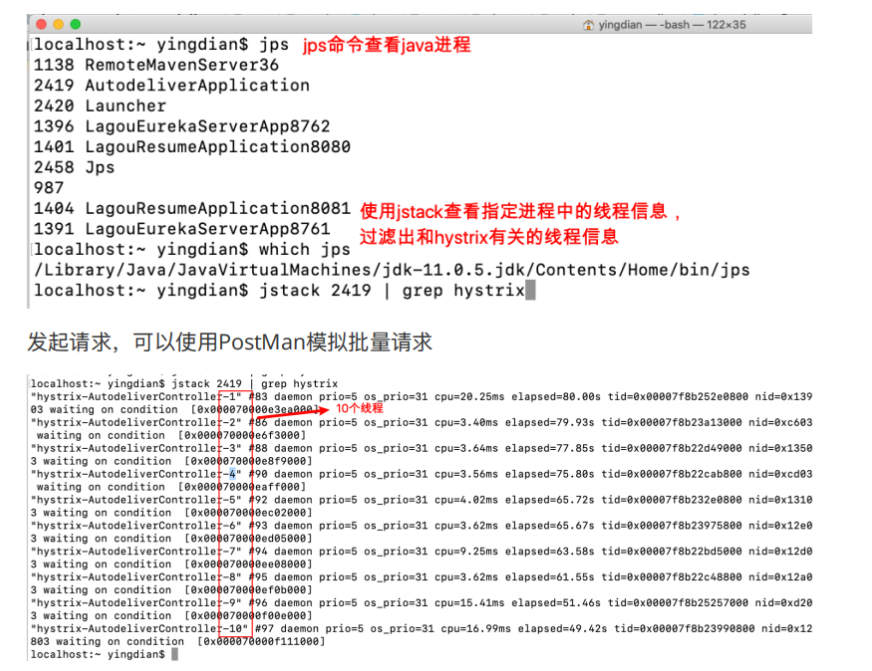 yingdian — -bash — 122×35
localhost:~ yingdian$ jps jps命令查看java进程
1138 RemoteMavenServer36
2419 AutodeliverApplication
2420 Launcher
1396 LagouEurekaServerApp8762
1401 LagouResumeApplication8080
2458 Jps
987
1404 LagouResumeApplication8081 使用jstack查看指定进程中的线程信息，
1391 LagouEurekaServerApp8761 过滤出和hystrix有关的线程信息
localhost:~ yingdian$ which jps
/Library/Java/JavaVirtualMachines/jdk-11.0.5.jdk/Contents/Home/bin/jps
localhost:~ yingdian$ jstack 2419 | grep hystrix
发起请求，可以使用PostMan模拟批量请求
localhost:~ yingdian$ jstack 2419 | grep hystrix
"hystrix-AutodeliverController-1" #83 daemon prio=5 os_prio=31 cpu=20.25ms elapsed=80.00s tid=0x00007f8b252e0800 nid=0x139
03 waiting on condition [0x000070000e3ea000] 10个线程
"hystrix-AutodeliverController-2" #86 daemon prio=5 os_prio=31 cpu=3.40ms elapsed=79.93s tid=0x00007f8b23a13000 nid=0xc603
waiting on condition [0x000070000e6f3000]
"hystrix-AutodeliverController-3" #88 daemon prio=5 os_prio=31 cpu=3.64ms elapsed=77.85s tid=0x00007f8b22d49000 nid=0x1350
3 waiting on condition [0x000070000e8f9000]
"hystrix-AutodeliverController-4" #90 daemon prio=5 os_prio=31 cpu=3.56ms elapsed=75.80s tid=0x00007f8b22cab800 nid=0xcd03
waiting on condition [0x000070000eaff000]
"hystrix-AutodeliverController-5" #92 daemon prio=5 os_prio=31 cpu=4.02ms elapsed=65.72s tid=0x00007f8b232e0800 nid=0x1310
3 waiting on condition [0x000070000ec02000]
"hystrix-AutodeliverController-6" #93 daemon prio=5 os_prio=31 cpu=3.62ms elapsed=65.67s tid=0x00007f8b23975800 nid=0x12e0
3 waiting on condition [0x000070000ed05000]
"hystrix-AutodeliverController-7" #94 daemon prio=5 os_prio=31 cpu=9.25ms elapsed=63.58s tid=0x00007f8b22bd5000 nid=0x12d0
3 waiting on condition [0x000070000ee08000]
"hystrix-AutodeliverController-8" #95 daemon prio=5 os_prio=31 cpu=3.62ms elapsed=61.55s tid=0x00007f8b22c48800 nid=0x12a0
3 waiting on condition [0x000070000ef0b000]
"hystrix-AutodeliverController-9" #96 daemon prio=5 os_prio=31 cpu=15.41ms elapsed=51.46s tid=0x00007f8b25257000 nid=0xd20
3 waiting on condition [0x000070000f00e000]
"hystrix-AutodeliverController-10" #97 daemon prio=5 os_prio=31 cpu=16.99ms elapsed=49.42s tid=0x00007f8b23990800 nid=0x12
803 waiting on condition [0x000070000f111000]
localhost:~ yingdian$